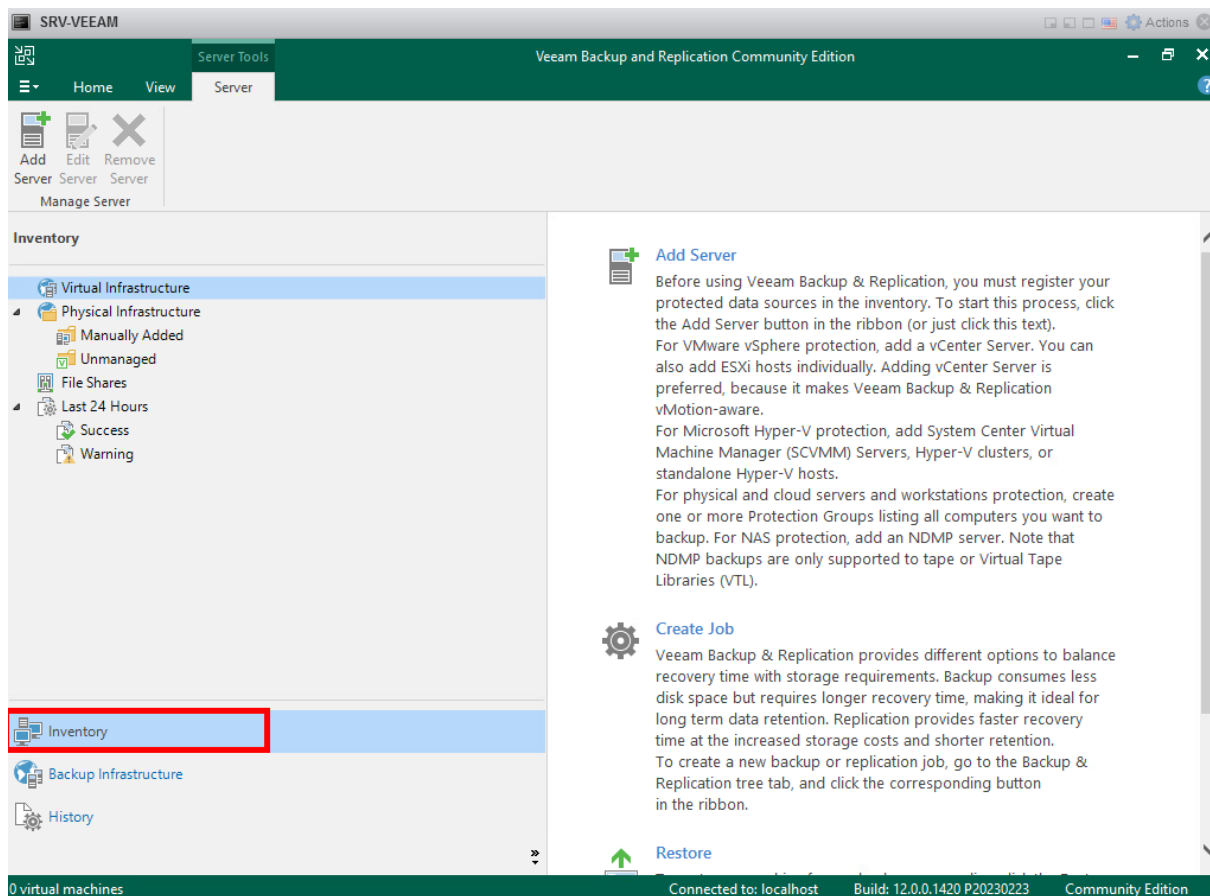 SRV-VEEAM
Actions
Server Tools
Veeam Backup and Replication Community Edition
Home View Server
?
Add Server
Edit Server
Remove Server
Manage Server
Inventory
Virtual Infrastructure
Physical Infrastructure
Manually Added
Unmanaged
File Shares
Last 24 Hours
Success
Warning
Inventory
Backup Infrastructure
History
Add Server
Before using Veeam Backup & Replication, you must register your
protected data sources in the inventory. To start this process, click
the Add Server button in the ribbon (or just click this text).
For VMware vSphere protection, add a vCenter Server. You can
also add ESXi hosts individually. Adding vCenter Server is
preferred, because it makes Veeam Backup & Replication
vMotion-aware.
For Microsoft Hyper-V protection, add System Center Virtual
Machine Manager (SCVMM) Servers, Hyper-V clusters, or
standalone Hyper-V hosts.
For physical and cloud servers and workstations protection, create
one or more Protection Groups listing all computers you want to
backup. For NAS protection, add an NDMP server. Note that
NDMP backups are only supported to tape or Virtual Tape
Libraries (VTL).
Create Job
Veeam Backup & Replication provides different options to balance
recovery time with storage requirements. Backup consumes less
disk space but requires longer recovery time, making it ideal for
long term data retention. Replication provides faster recovery
time at the increased storage costs and shorter retention.
To create a new backup or replication job, go to the Backup &
Replication tree tab, and click the corresponding button
in the ribbon.
Restore
0 virtual machines
Connected to: localhost Build: 12.0.0.1420 P20230223 Community Edition